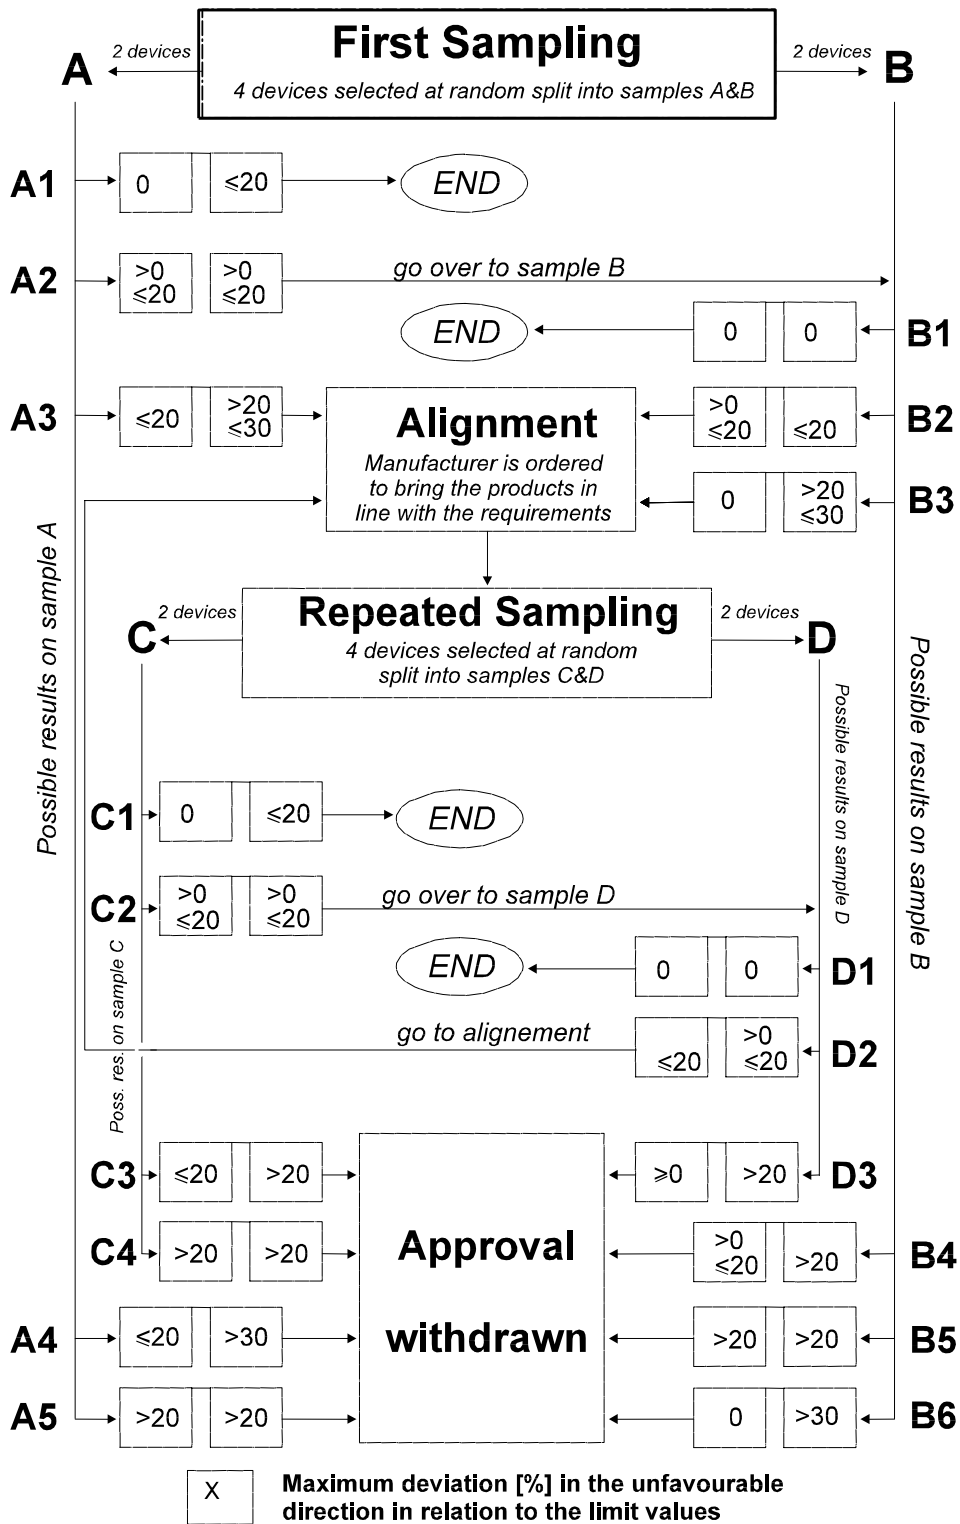 First Sampling
4 devices selected at random split into samples A&B
A
2 devices
2 devices
B
A1
0
≤20
END
A2
>0
≤20
>0
≤20
go over to sample B
END
0
0
B1
A3
≤20
>20
≤30
Alignment
Manufacturer is ordered
to bring the products in
line with the requirements
>0
≤20
≤20
B2
0
>20
≤30
B3
Possible results on sample A
Possible results on sample B
C
2 devices
Repeated Sampling
4 devices selected at random
split into samples C&D
2 devices
D
Possible results on sample D
C1
0
≤20
END
C2
>0
≤20
>0
≤20
go over to sample D
Poss. res. on sample C
END
0
0
D1
go to alignement
≤20
>0
≤20
D2
C3
≤20
>20
Approval
withdrawn
≥0
>20
D3
C4
>20
>20
>0
≤20
>20
B4
A4
≤20
>30
>20
>20
B5
A5
>20
>20
0
>30
B6
X
Maximum deviation [%] in the unfavourable
direction in relation to the limit values